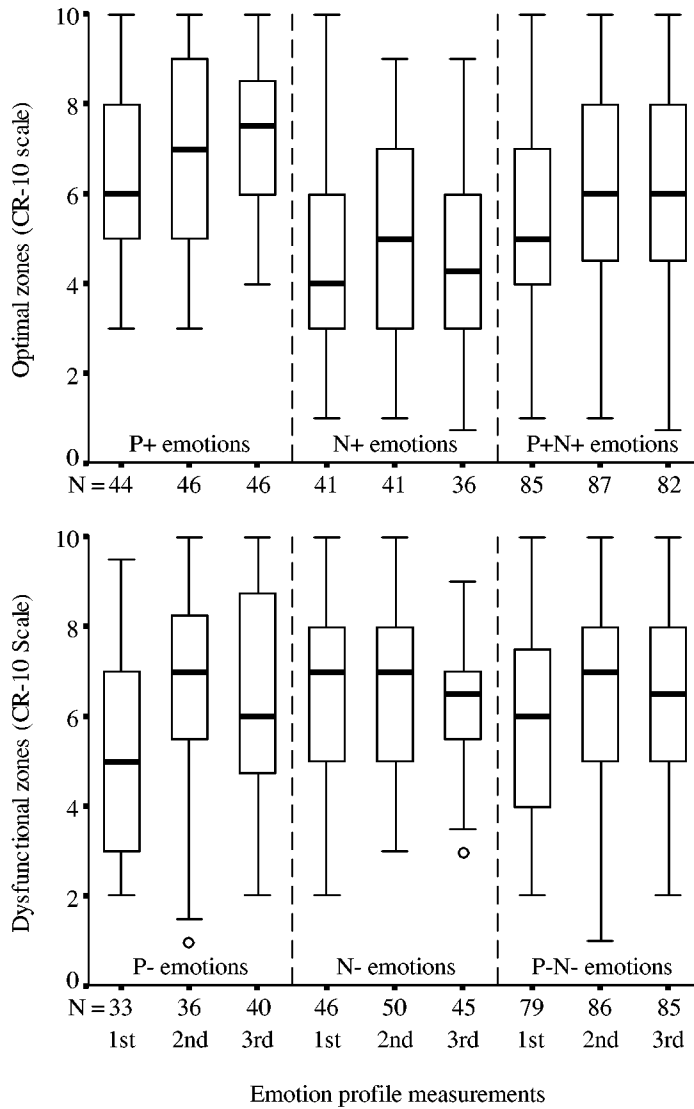 Optimal zones (CR-10 scale)
10
8
6
4
2
0
P+ emotions N+ emotions P+N+ emotions
N = 44 46 46 41 41 36 85 87 82
Dysfunctional zones (CR-10 Scale)
10
8
6
4
2
0
P- emotions N- emotions P-N- emotions
N = 33 36 40 46 50 45 79 86 85
1st 2nd 3rd 1st 2nd 3rd 1st 2nd 3rd
Emotion profile measurements